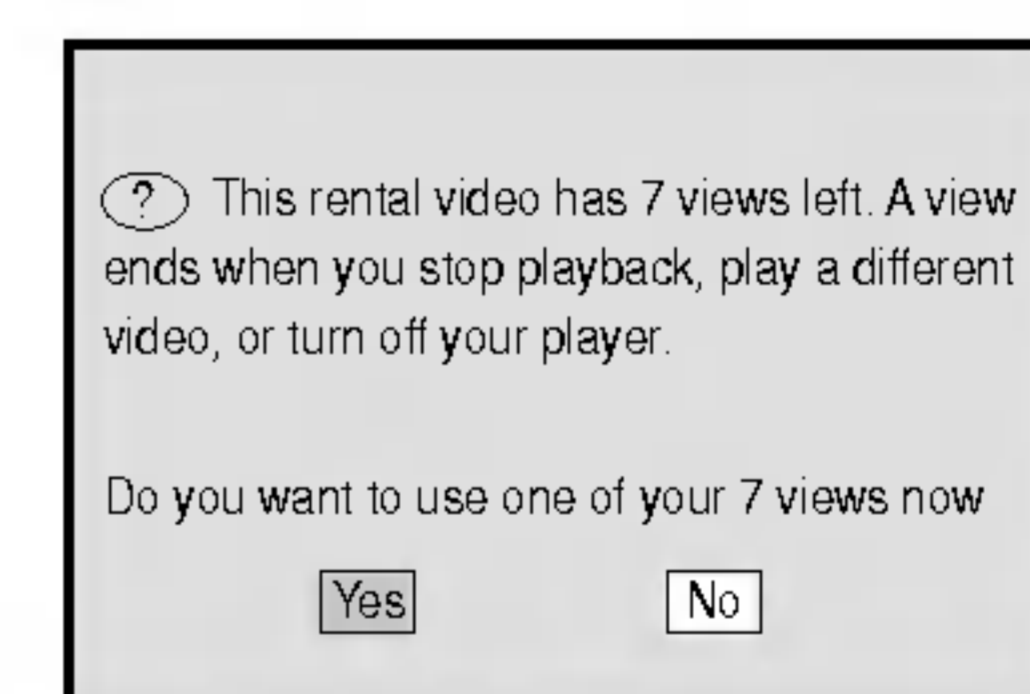 ? This rental video has 7 views left. A view
ends when you stop playback, play a different
video, or turn off your player.
Do you want to use one of your 7 views now
Yes No